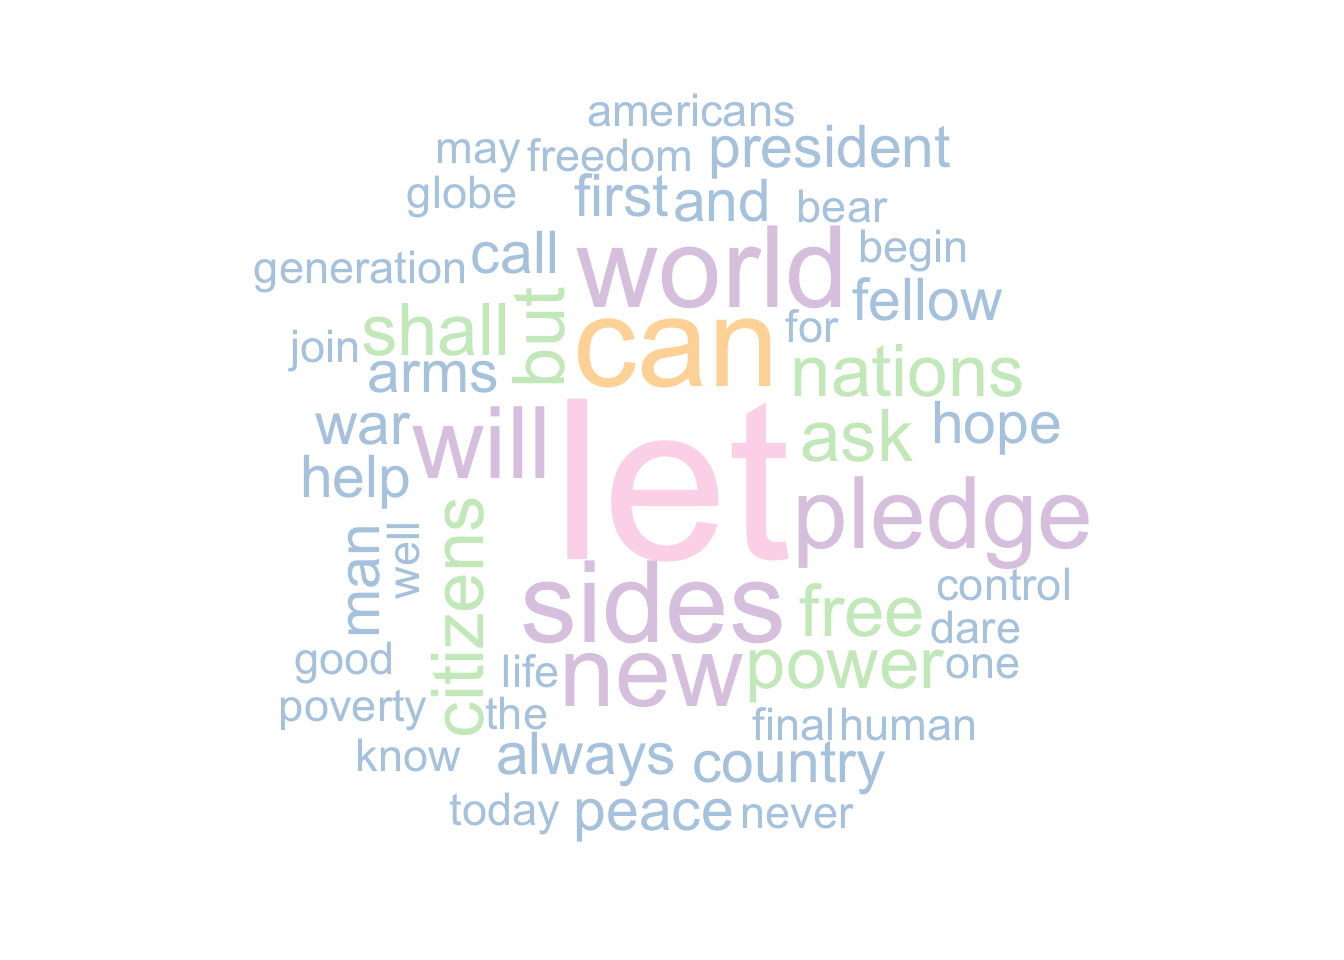 americans
may freedom president
globe first and bear
generation call world begin
fellow
join shall but can for
arms nations
war will let ask hope
help pledge
man well citizens sides free control
dare
good life new power one
poverty the final human
know always country
today peace never